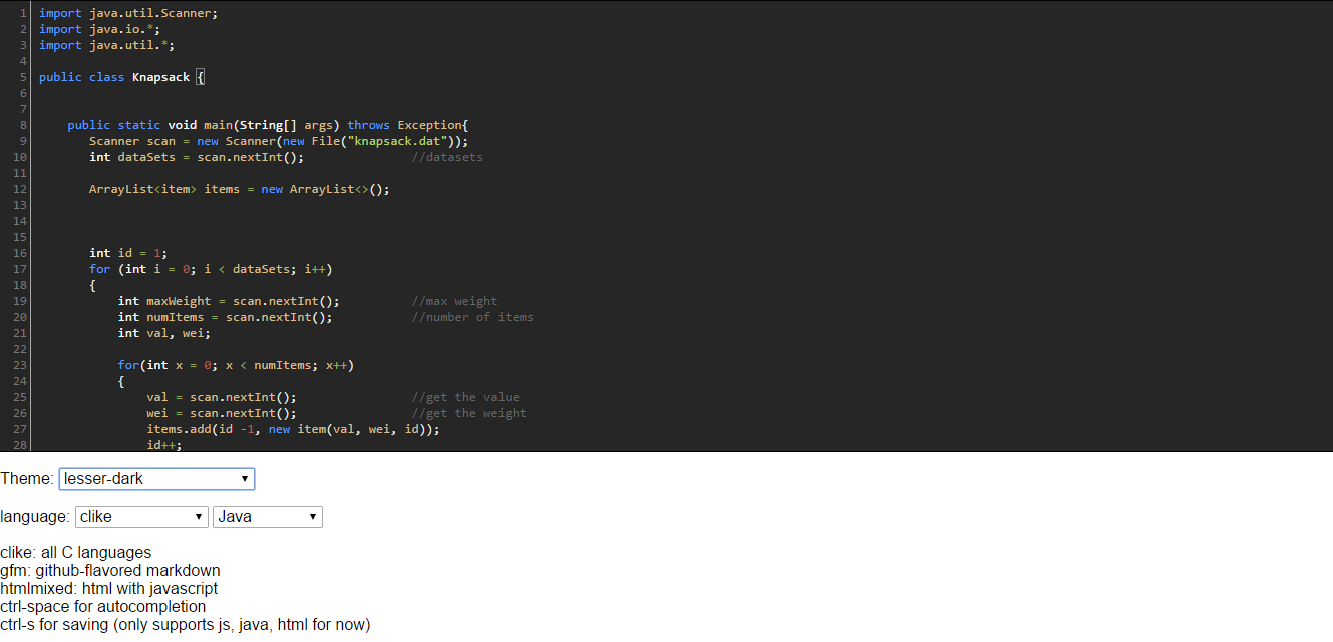 1 import java.util.Scanner;
2 import java.io.*;
3 import java.util.*;
4
5 public class Knapsack {
6
7
8 public static void main(String[] args) throws Exception{
9 Scanner scan = new Scanner(new File("knapsack.dat"));
10 int dataSets = scan.nextInt(); //datasets
11
12 ArrayList<item> items = new ArrayList<>();
13
14
15
16 int id = 1;
17 for (int i = 0; i < dataSets; i++)
18 {
19 int maxWeight = scan.nextInt(); //max weight
20 int numItems = scan.nextInt(); //number of items
21 int val, wei;
22
23 for(int x = 0; x < numItems; x++)
24 {
25 val = scan.nextInt(); //get the value
26 wei = scan.nextInt(); //get the weight
27 items.add(id -1, new item(val, wei, id));
28 id++;
Theme: lesser-dark
language: clike Java
clike: all C languages
gfm: github-flavored markdown
htmlmixed: html with javascript
ctrl-space for autocompletion
ctrl-s for saving (only supports js, java, html for now)